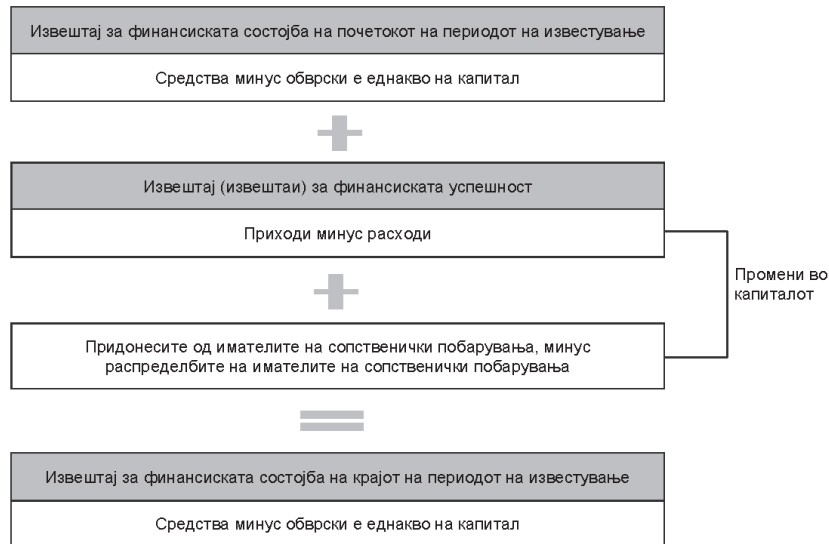 Извештај за финансиската состојба на почетокот на периодот на известување
Средства минус обврски е еднакво на капитал
Извештај (извештаи) за финансиската успешност
Приходи минус расходи
Промени во
капиталот
Придонесите од имателите на сопственички побарувања, минус
распределбите на имателите на сопственички побарувања
Извештај за финансиската состојба на крајот на периодот на известување
Средства минус обврски е еднакво на капитал